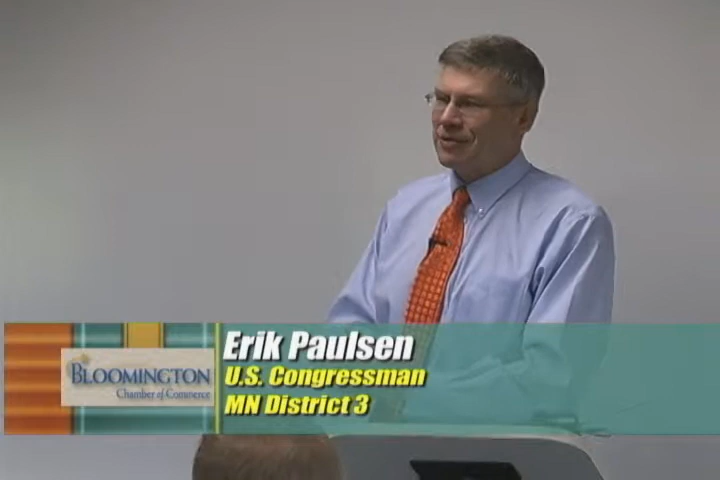 Erik Paulsen
U.S. Congressman
MN District 3
BLOOMINGTON
Chamber of Commerce